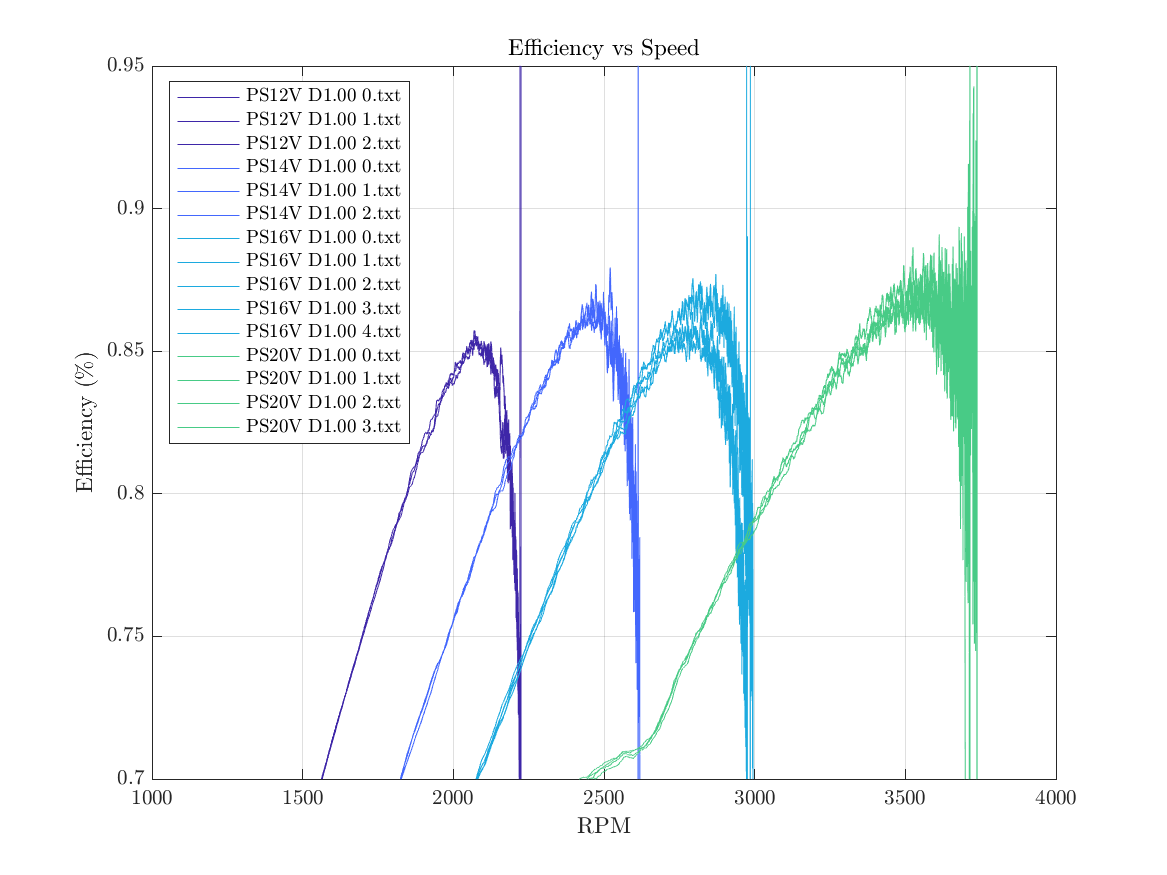 Efficiency vs Speed
0.95
0.9
0.85
0.8
0.75
0.7
Efficiency (%)
PS12V D1.00 0.txt
PS12V D1.00 1.txt
PS12V D1.00 2.txt
PS14V D1.00 0.txt
PS14V D1.00 1.txt
PS14V D1.00 2.txt
PS16V D1.00 0.txt
PS16V D1.00 1.txt
PS16V D1.00 2.txt
PS16V D1.00 3.txt
PS16V D1.00 4.txt
PS20V D1.00 0.txt
PS20V D1.00 1.txt
PS20V D1.00 2.txt
PS20V D1.00 3.txt
1000 1500 2000 2500 3000 3500 4000
RPM